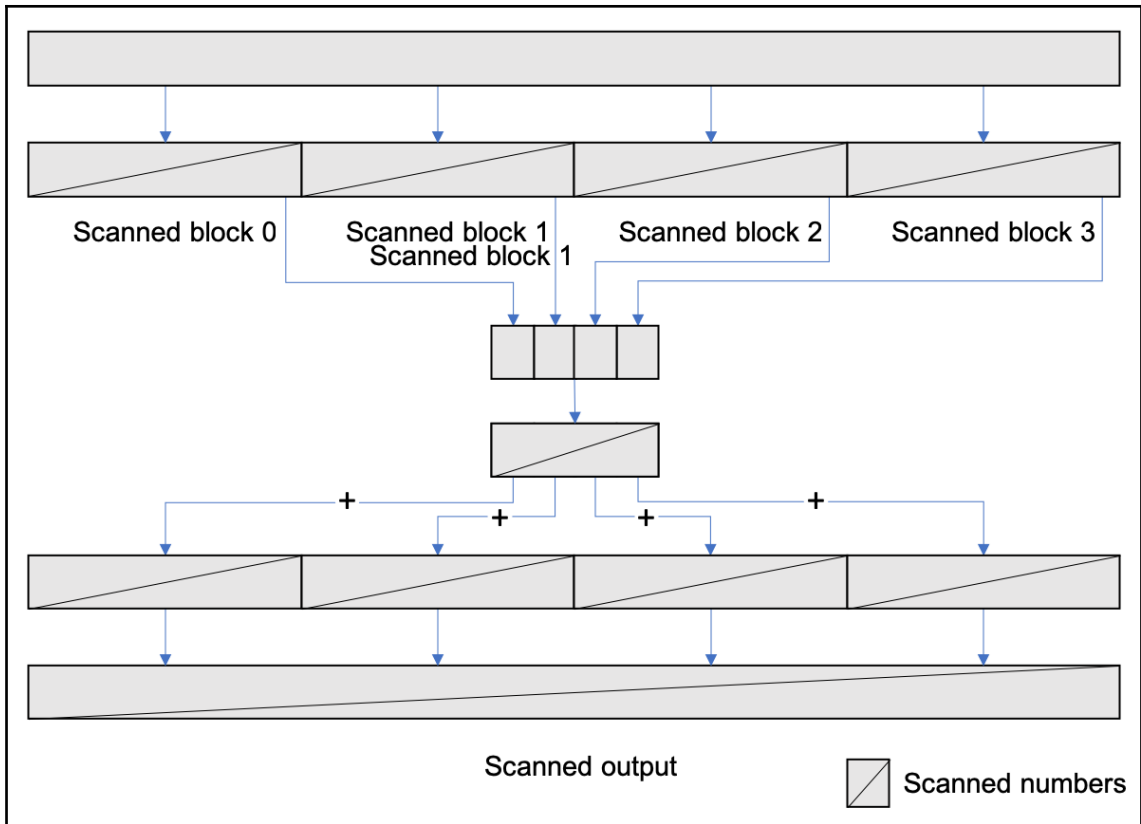 Scanned block 0
Scanned block 1
Scanned block 2
Scanned block 3
Scanned block 1
+
+
+
+
Scanned output
Scanned numbers